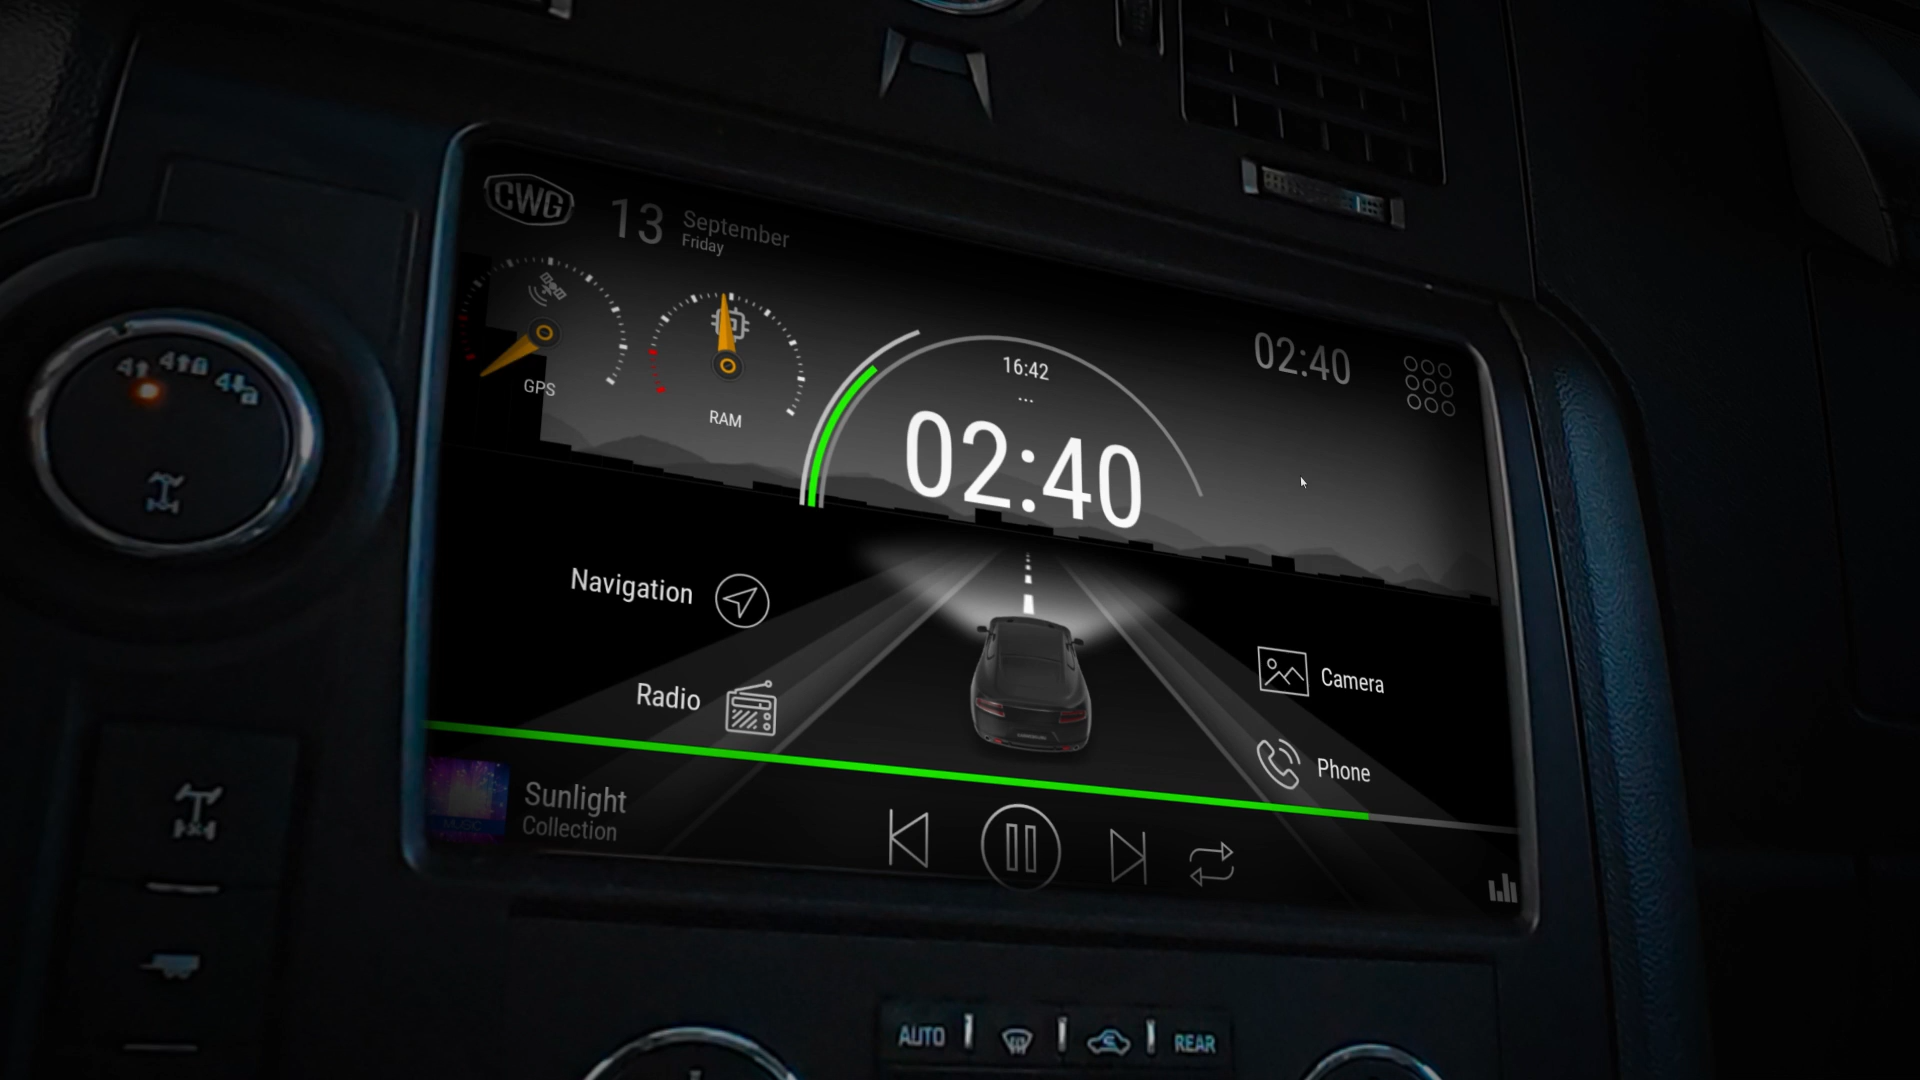 CWG
13
September
Friday
GPS
RAM
16:42
...
02:40
02:40
Navigation
Radio
Camera
Phone
MUSIC
Sunlight
Collection
AUTO
REAR